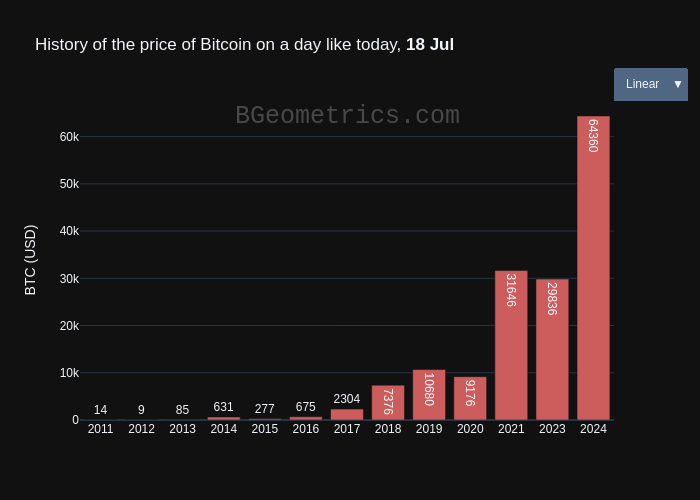 History of the price of Bitcoin on a day like today, 18 Jul
Linear ▼
BGeometrics.com
BTC (USD)
60k
50k
40k
30k
20k
10k
0
14
9
85
631
277
675
2304
7376
10680
9176
31646
29836
64360
2011 2012 2013 2014 2015 2016 2017 2018 2019 2020 2021 2023 2024